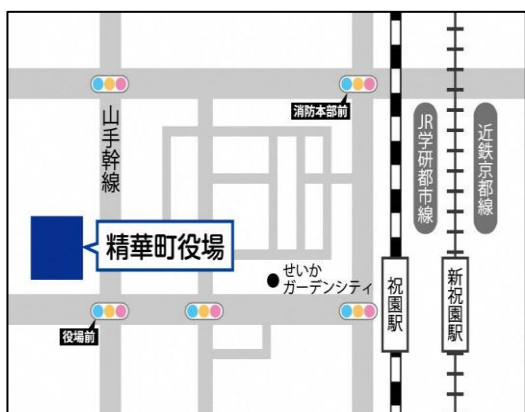 消防本部前
山手幹線
JR学研都市線
近鉄京都線
精華町役場
せいか
ガーデンシティ
祝園駅
新祝園駅
役場前